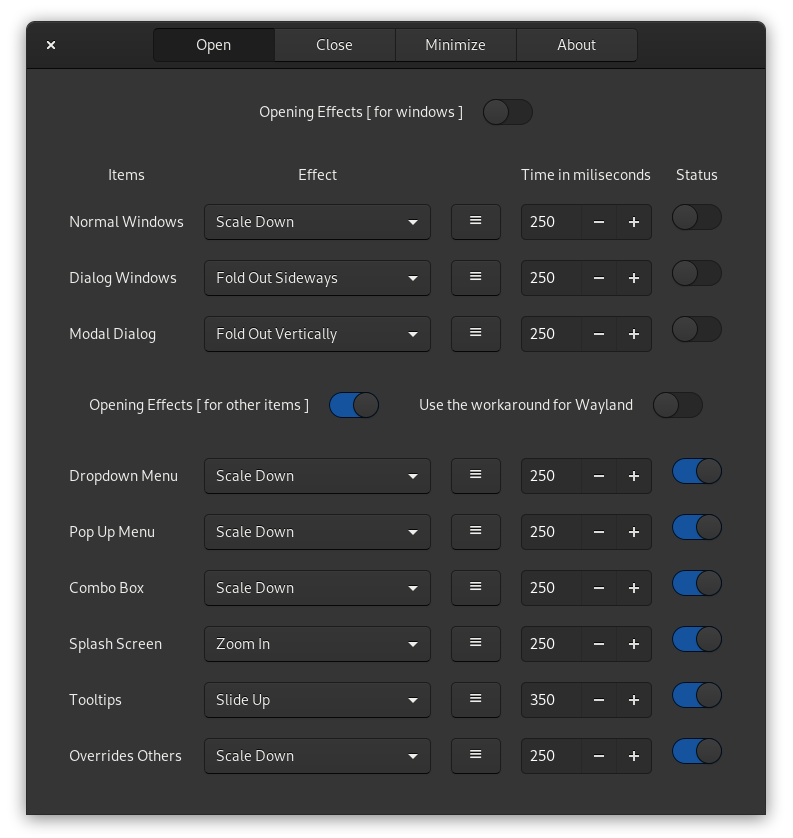 Open Close Minimize About
Opening Effects [ for windows ]
Items Effect Time in miliseconds Status
Normal Windows Scale Down 250
Dialog Windows Fold Out Sideways 250
Modal Dialog Fold Out Vertically 250
Opening Effects [ for other items ] Use the workaround for Wayland
Dropdown Menu Scale Down 250
Pop Up Menu Scale Down 250
Combo Box Scale Down 250
Splash Screen Zoom In 250
Tooltips Slide Up 350
Overrides Others Scale Down 250